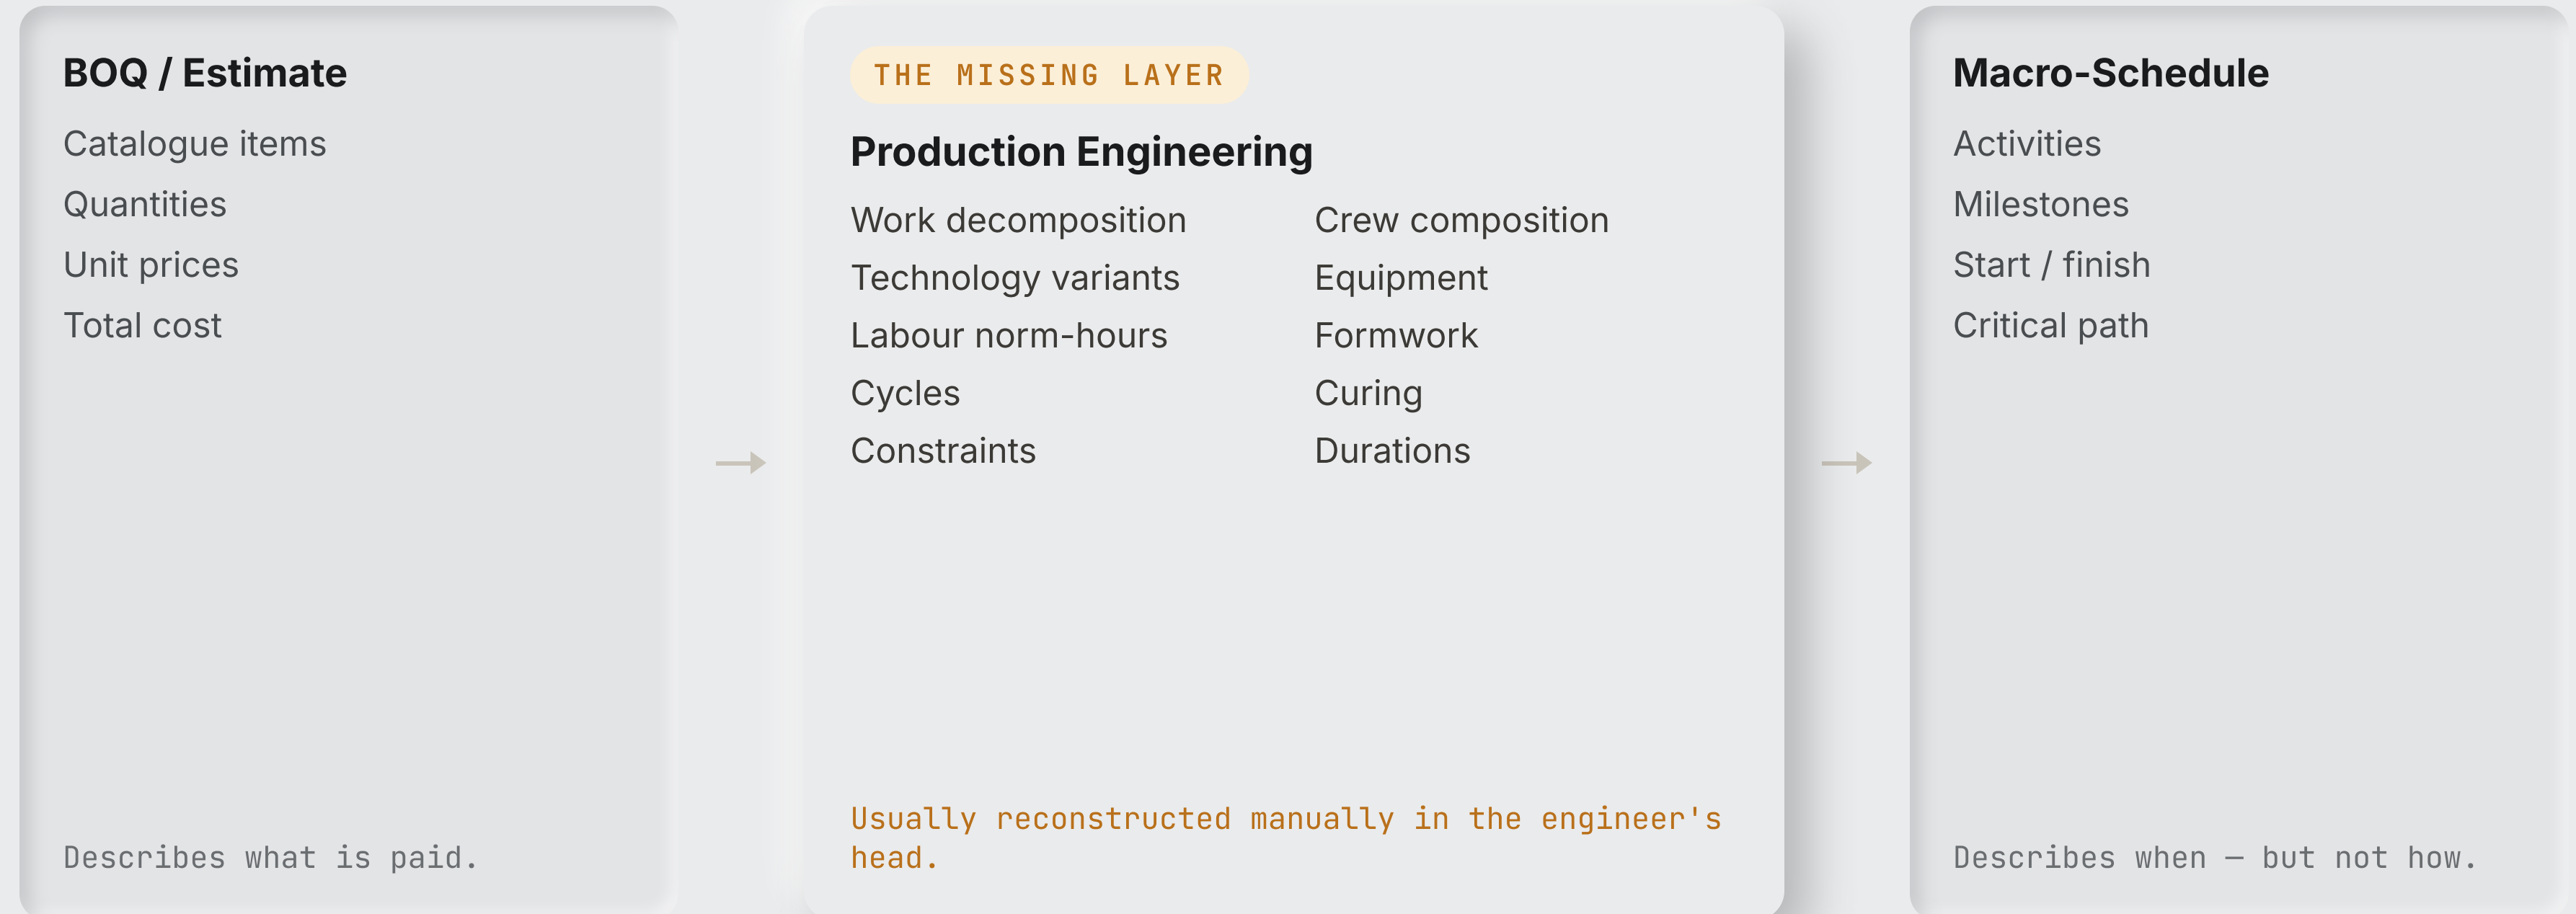 BOQ / Estimate
Catalogue items
Quantities
Unit prices
Total cost
Describes what is paid.
THE MISSING LAYER
Production Engineering
Work decomposition
Technology variants
Labour norm-hours
Cycles
Constraints
Crew composition
Equipment
Formwork
Curing
Durations
Usually reconstructed manually in the engineer's
head.
Macro-Schedule
Activities
Milestones
Start / finish
Critical path
Describes when — but not how.